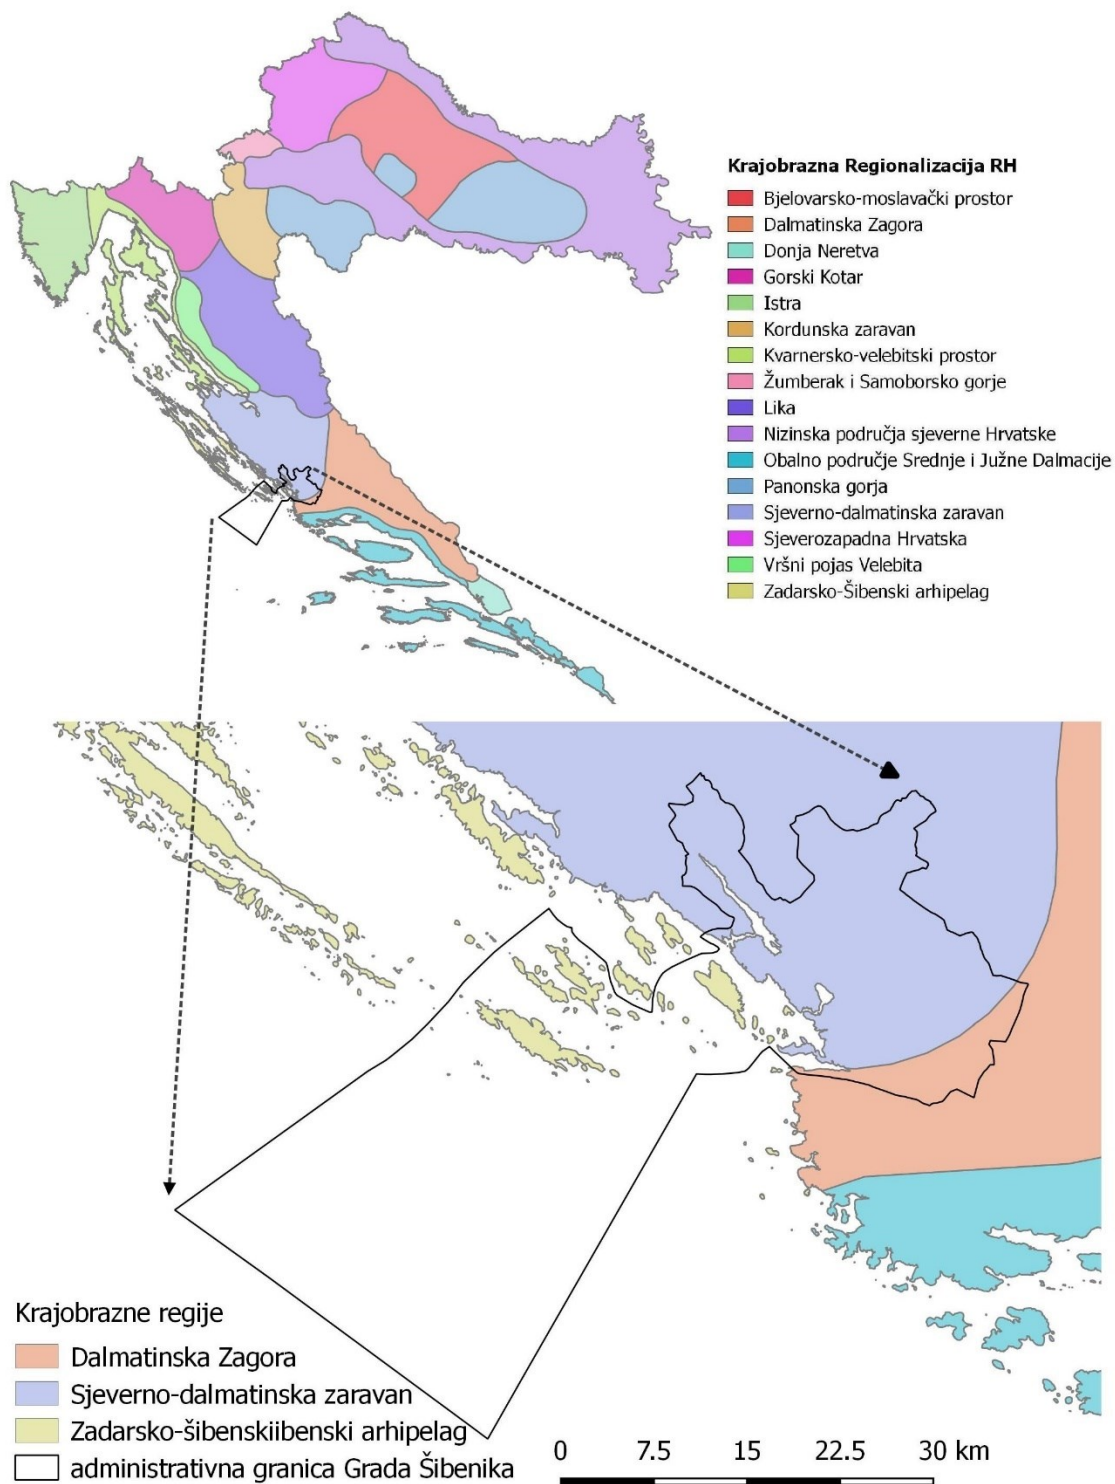 Krajobrazna Regionalizacija RH
Bjelovarsko-moslavački prostor
Dalmatinska Zagora
Donja Neretva
Gorski Kotar
Istra
Kordunska zaravan
Kvarnersko-velebitski prostor
Žumberak i Samoborsko gorje
Lika
Nizinska područja sjeverne Hrvatske
Obalno područje Srednje i Južne Dalmacije
Panonska gorja
Sjeverno-dalmatinska zaravan
Sjeverozapadna Hrvatska
Vršni pojas Velebita
Zadarsko-Šibenski arhipelag
Krajobrazne regije
Dalmatinska Zagora
Sjeverno-dalmatinska zaravan
Zadarsko-šibenskiibenski arhipelag
administrativna granica Grada Šibenika
0 7.5 15 22.5 30 km